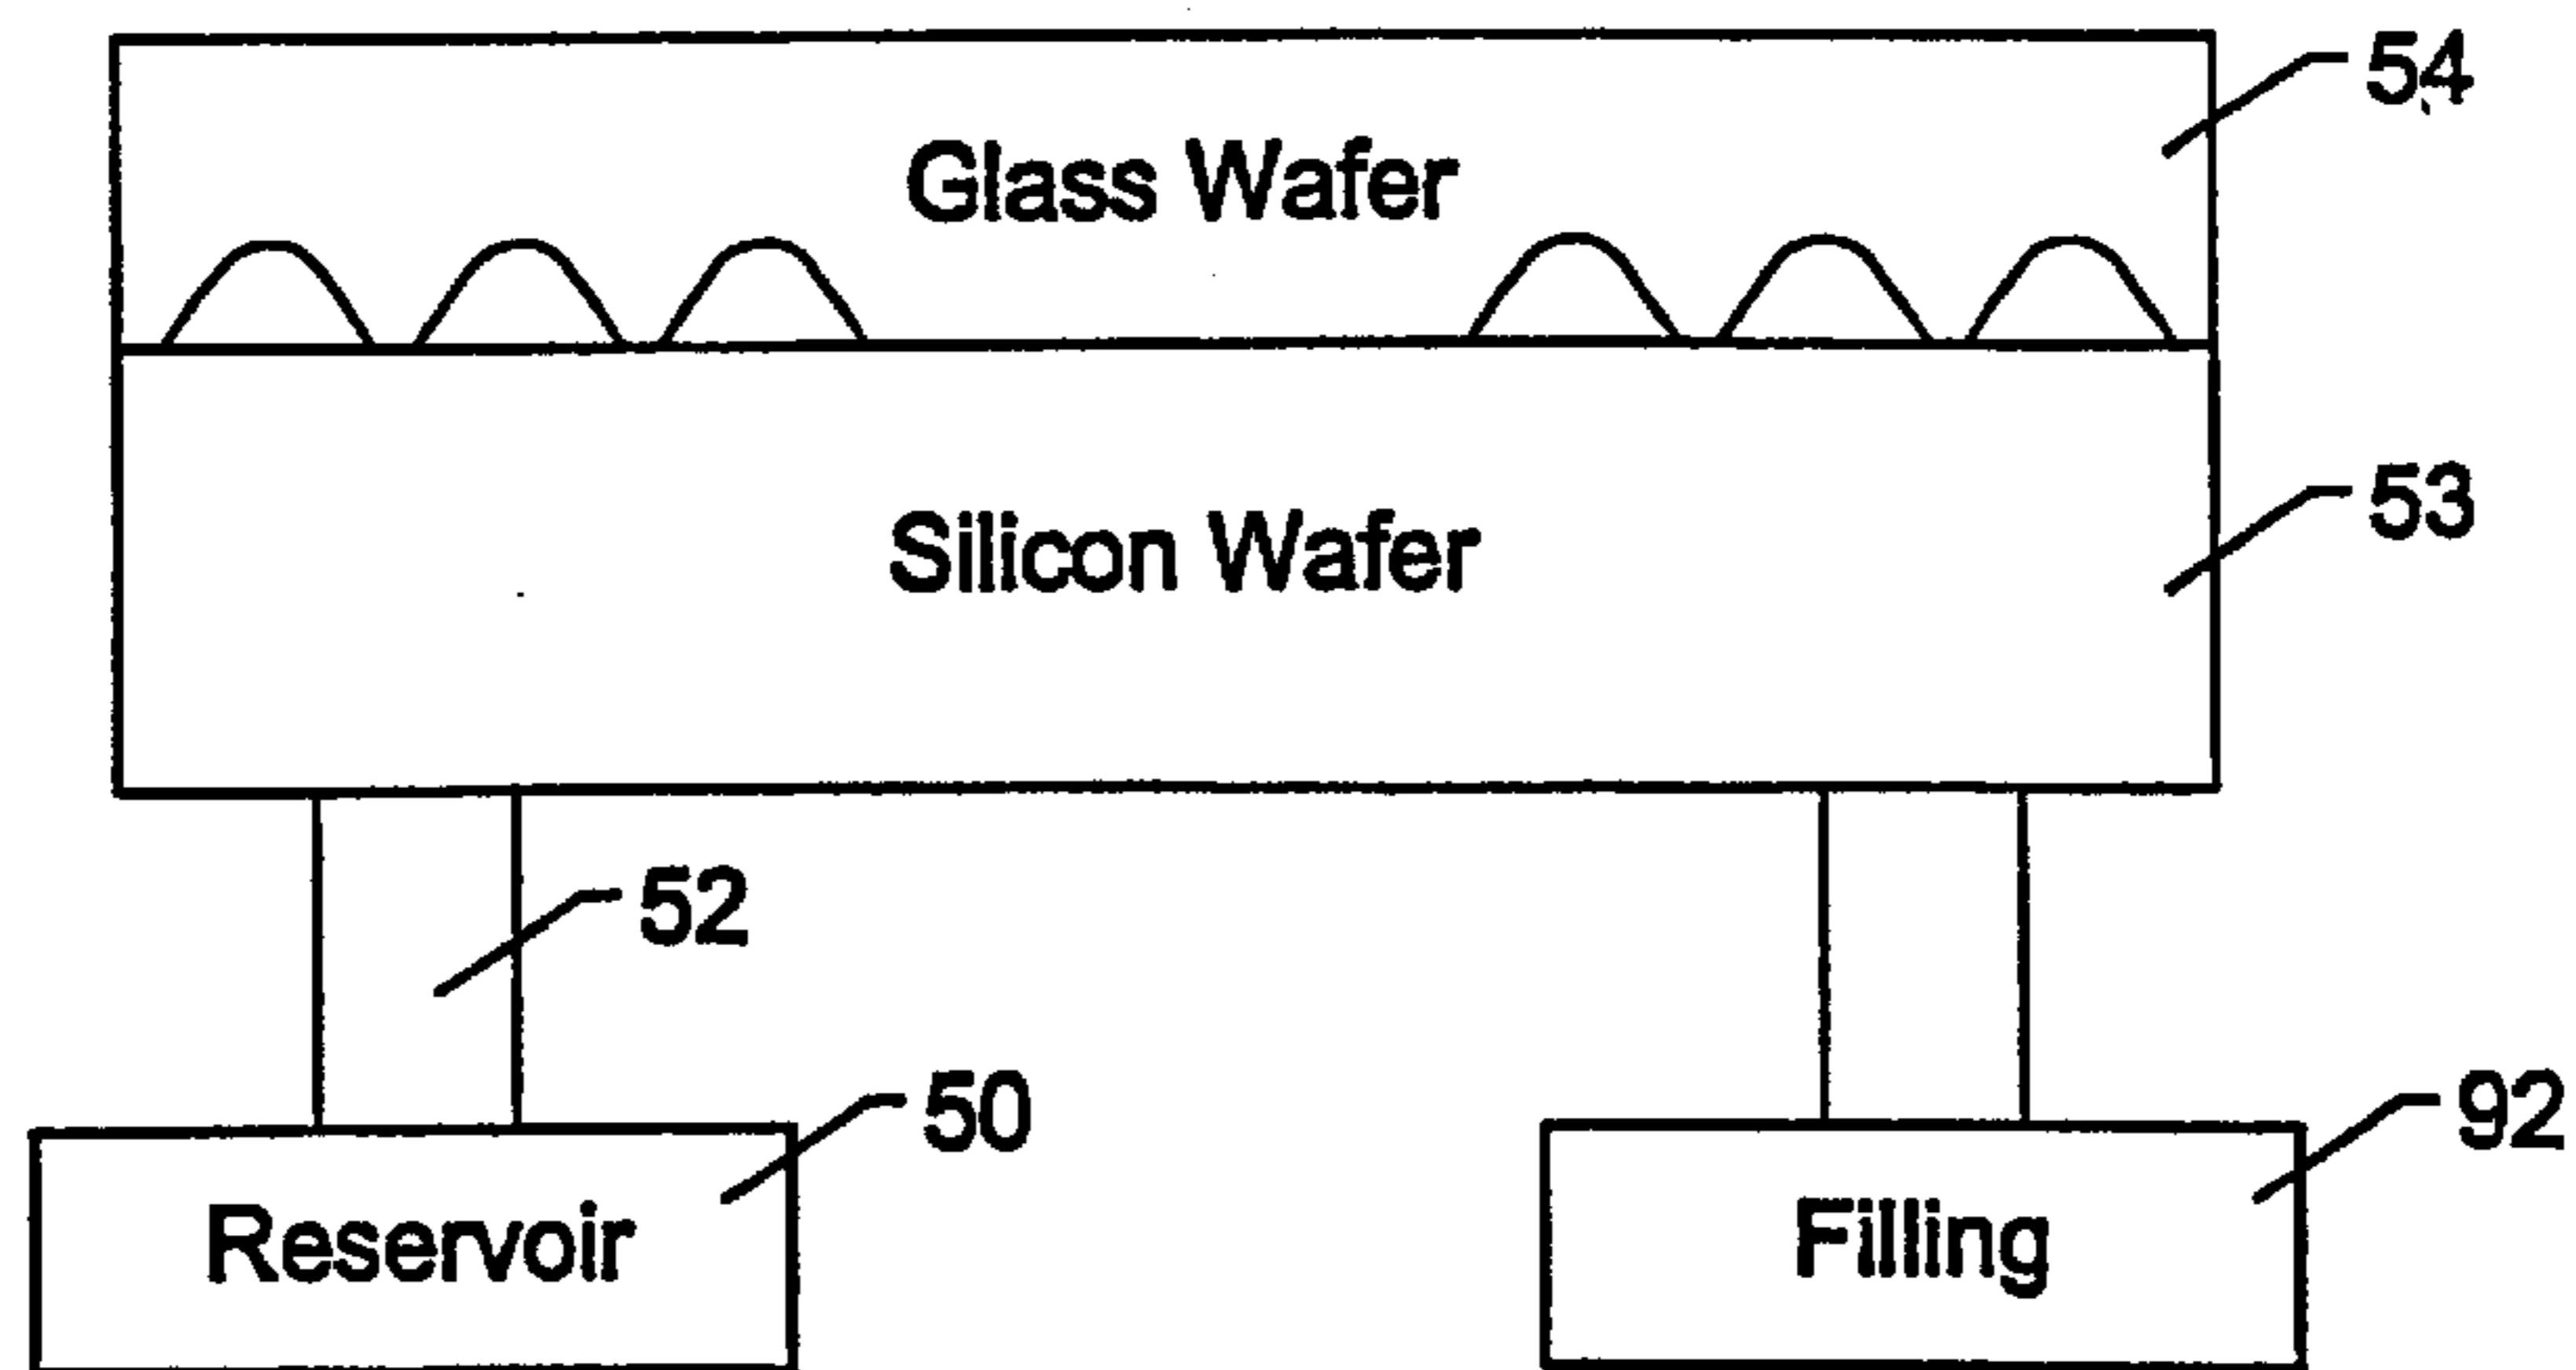 54
Glass Wafer
53
Silicon Wafer
52
50
92
Reservoir
Filling